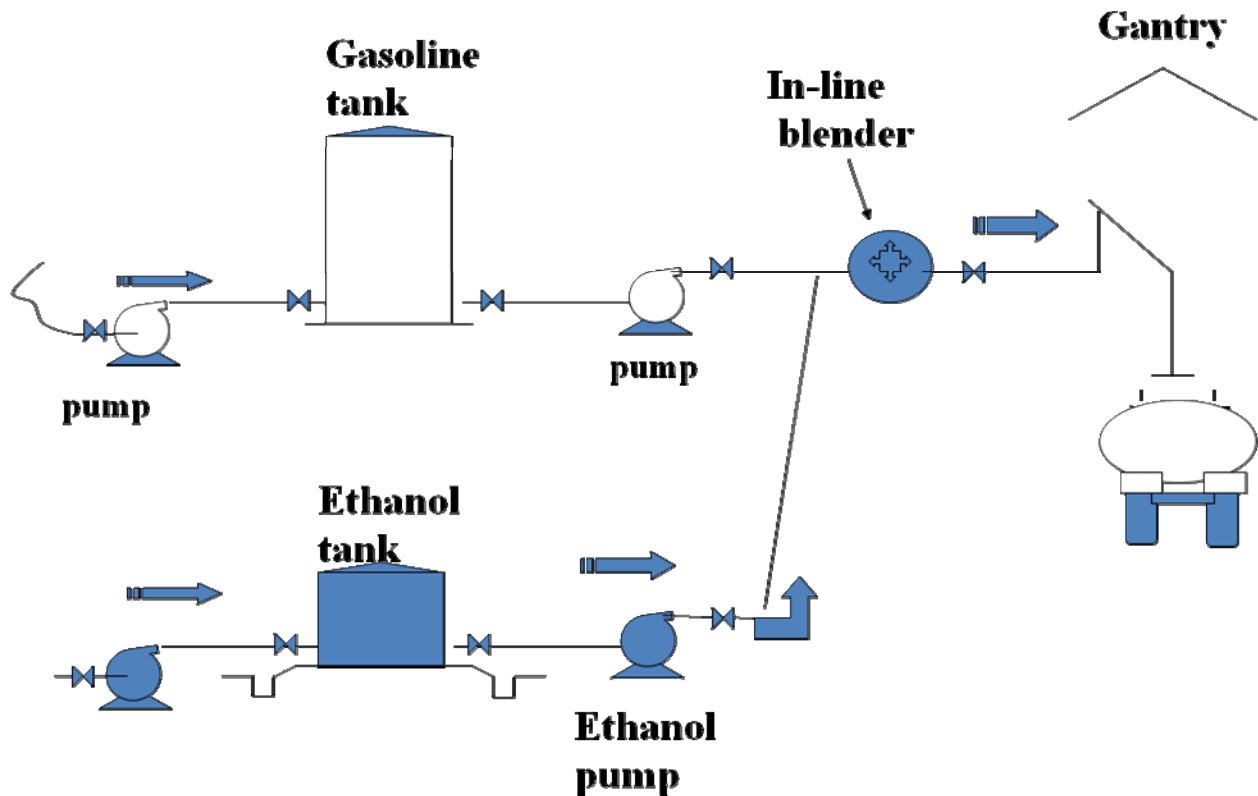 Gantry
Gasoline
tank
In-line
blender
pump
pump
Ethanol
tank
Ethanol
pump